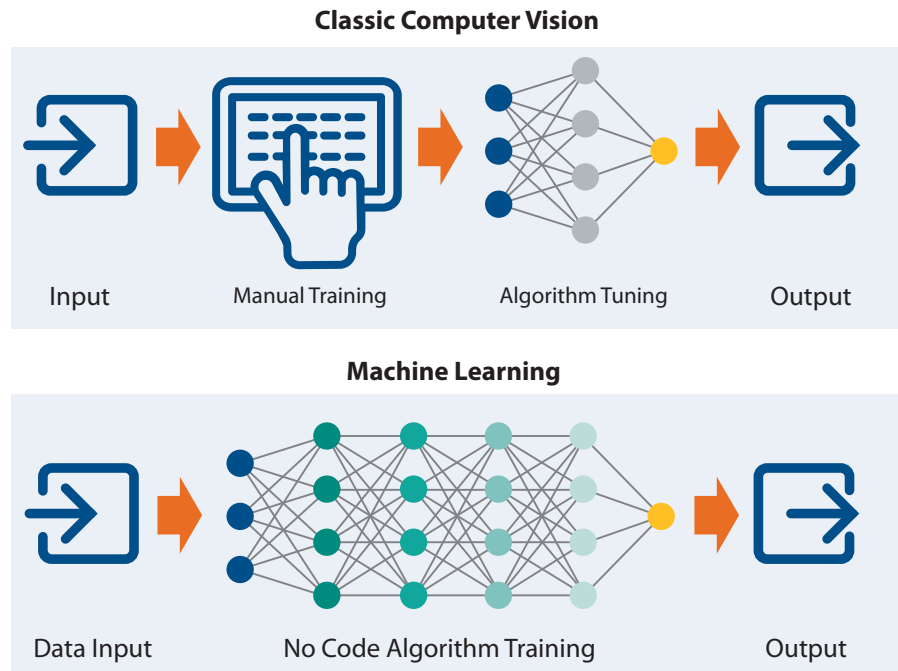 Classic Computer Vision
Input
Manual Training
Algorithm Tuning
Output
Machine Learning
Data Input
No Code Algorithm Training
Output